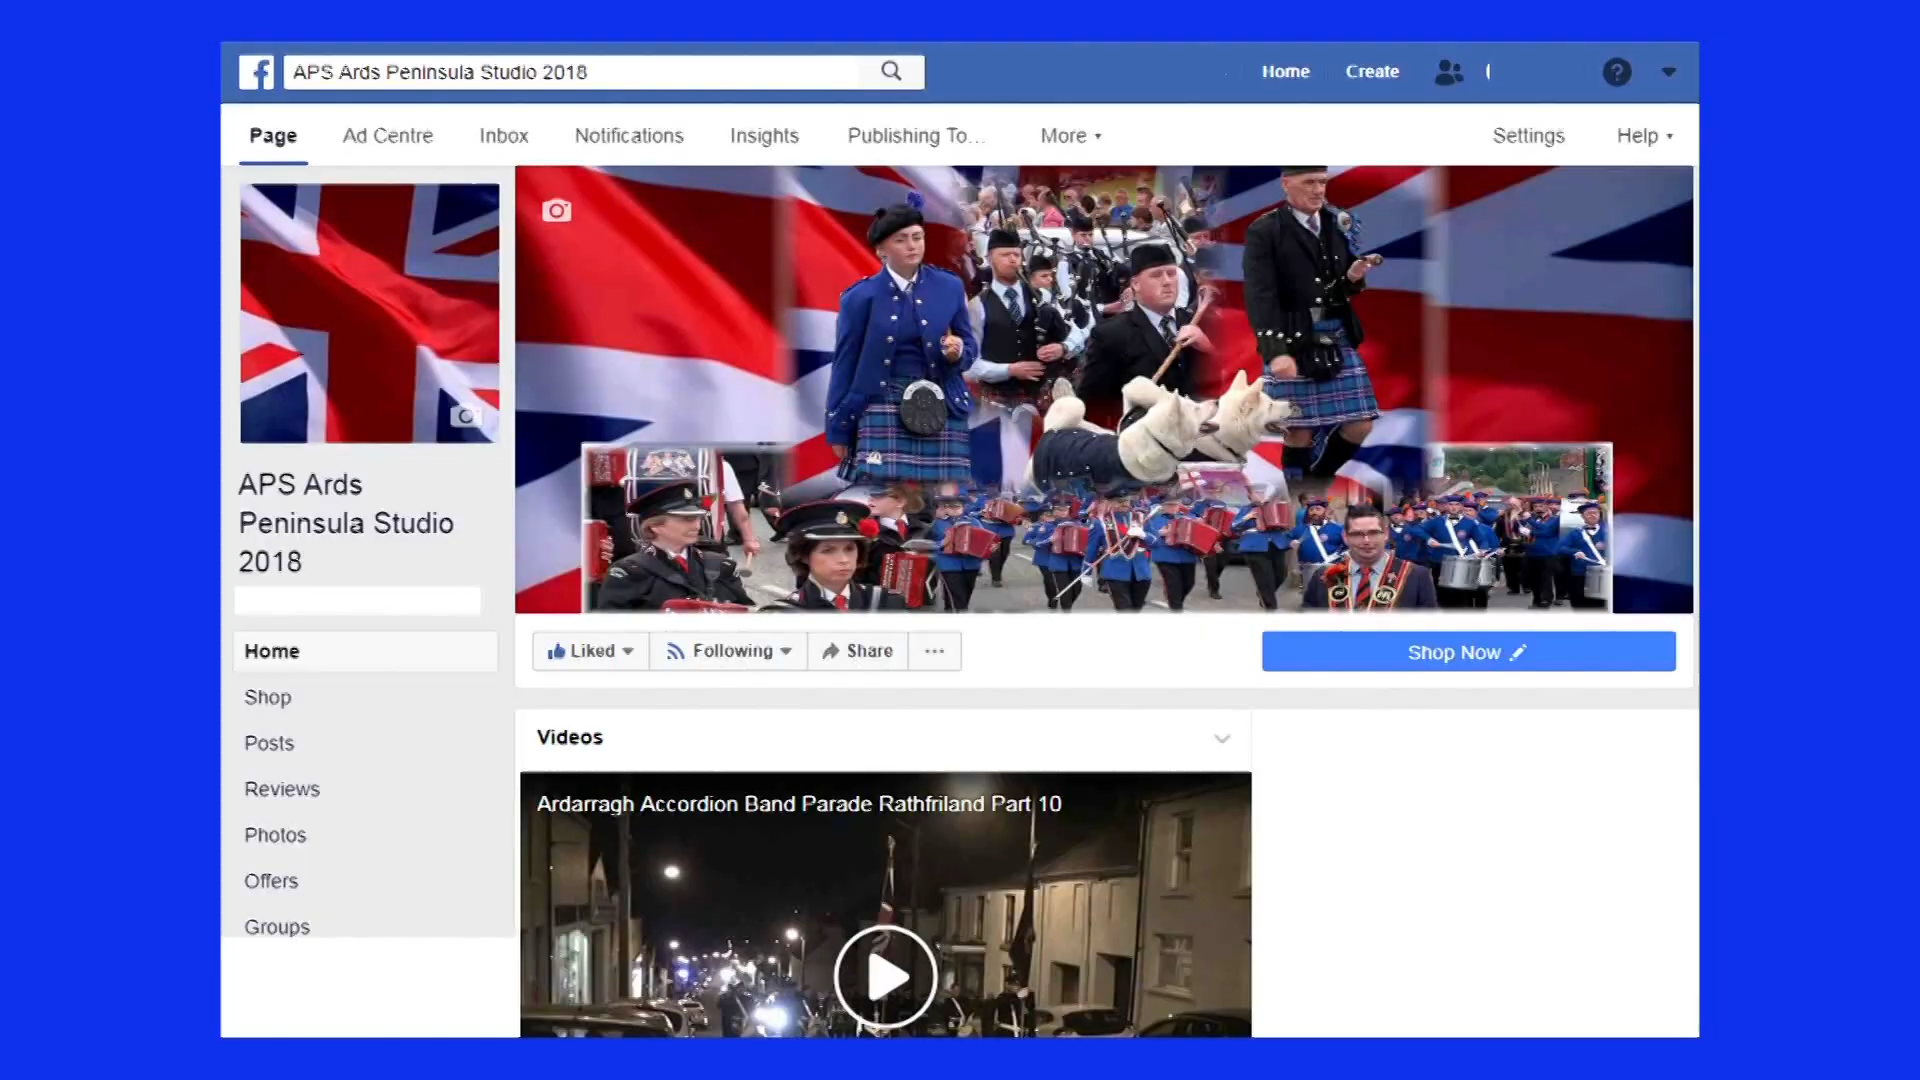 APS Ards Peninsula Studio 2018
Home Create
Page Ad Centre Inbox Notifications Insights Publishing To... More Settings Help
APS Ards
Peninsula Studio
2018
Home
Shop
Posts
Reviews
Photos
Offers
Groups
Liked Following Share ...
Shop Now
Videos
Ardarragh Accordion Band Parade Rathfriland Part 10